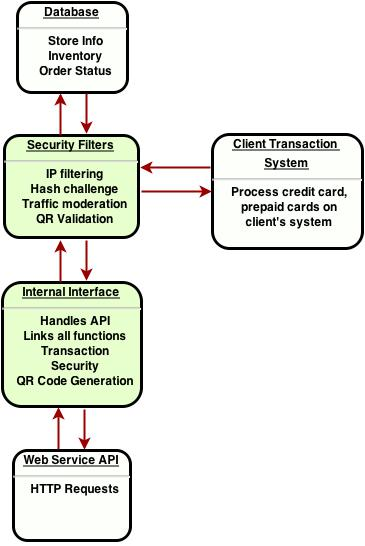 Database
Store Info
Inventory
Order Status
Security Filters
IP filtering
Hash challenge
Traffic moderation
QR Validation
Client Transaction
System
Process credit card,
prepaid cards on
client's system
Internal Interface
Handles API
Links all functions
Transaction
Security
QR Code Generation
Web Service API
HTTP Requests